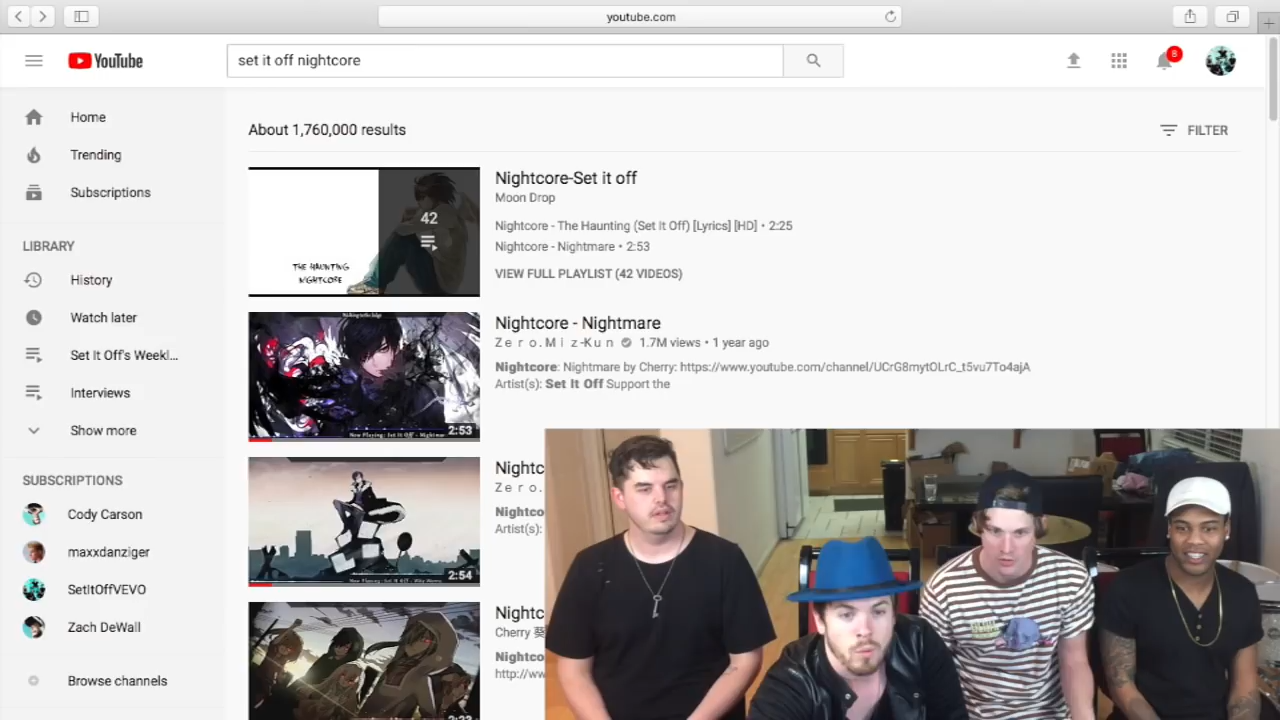 youtube.com
YouTube
set it off nightcore
8
Home
Trending
Subscriptions
LIBRARY
History
Watch later
Set It Off's Weekl...
Interviews
Show more
SUBSCRIPTIONS
Cody Carson
maxxdanziger
SetItOffVEVO
Zach DeWall
Browse channels
About 1,760,000 results
FILTER
42
THE HAUNTING
NIGHTCORE
Nightcore-Set it off
Moon Drop
Nightcore - The Haunting (Set It Off) [Lyrics] [HD] • 2:25
Nightcore - Nightmare • 2:53
VIEW FULL PLAYLIST (42 VIDEOS)
2:53
Nightcore - Nightmare
Z e r o . M i z -K u n 1.7M views • 1 year ago
Nightcore: Nightmare by Cherry: https://www.youtube.com/channel/UCrG8mytOLrC_t5vu7To4ajA
Artist(s): Set It Off Support the
2:54
Nightc
Z e r o .
Nightco
Artist(s):
Nightc
Cherry 葵
Nightco
http://ww